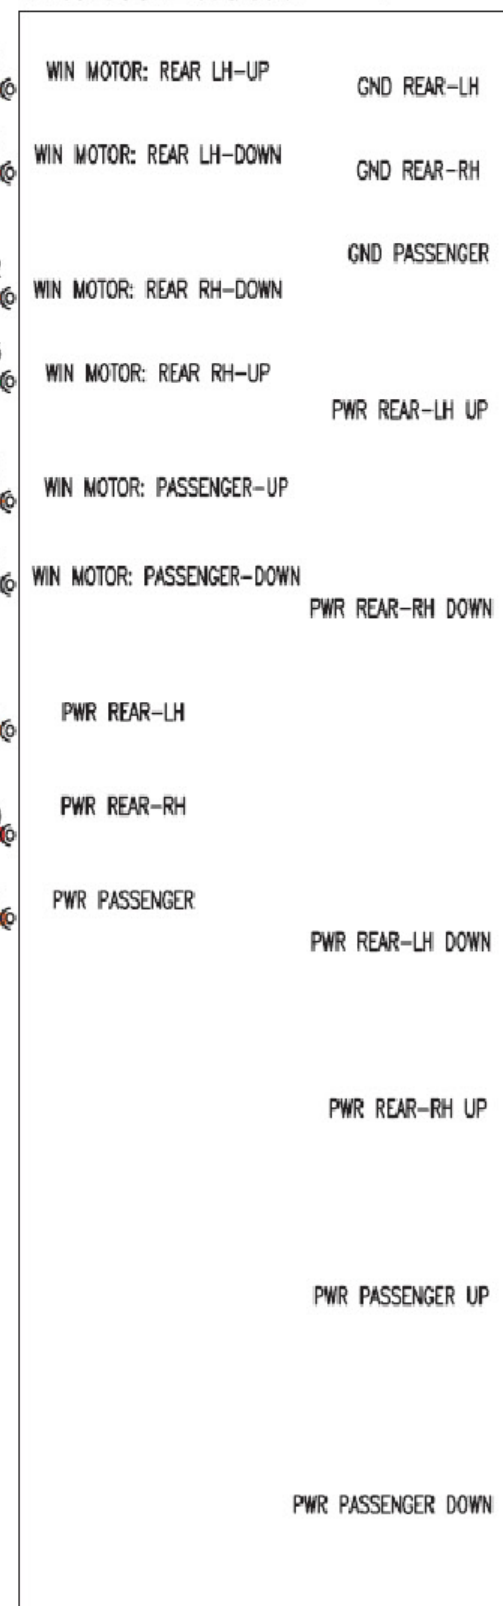 WIN MOTOR: REAR LH-UP
GND REAR-LH
WIN MOTOR: REAR LH-DOWN
GND REAR-RH
GND PASSENGER
WIN MOTOR: REAR RH-DOWN
WIN MOTOR: REAR RH-UP
PWR REAR-LH UP
WIN MOTOR: PASSENGER-UP
WIN MOTOR: PASSENGER-DOWN
PWR REAR-RH DOWN
PWR REAR-LH
PWR REAR-RH
PWR PASSENGER
PWR REAR-LH DOWN
PWR REAR-RH UP
PWR PASSENGER UP
PWR PASSENGER DOWN